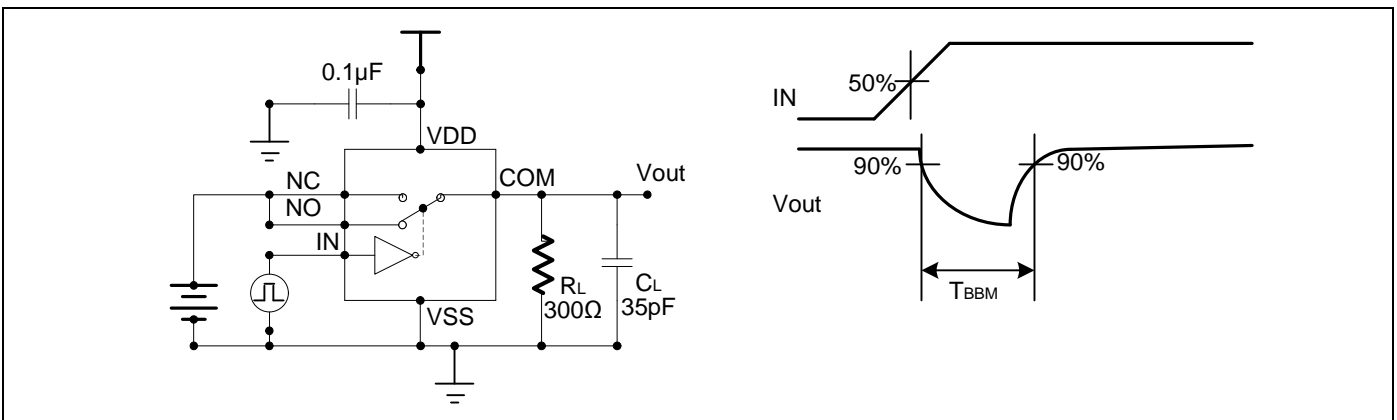 0.1µF
VDD
NC
COM
Vout
NO
IN
RL
300Ω
CL
35pF
VSS
IN
50%
90%
90%
Vout
TBBM